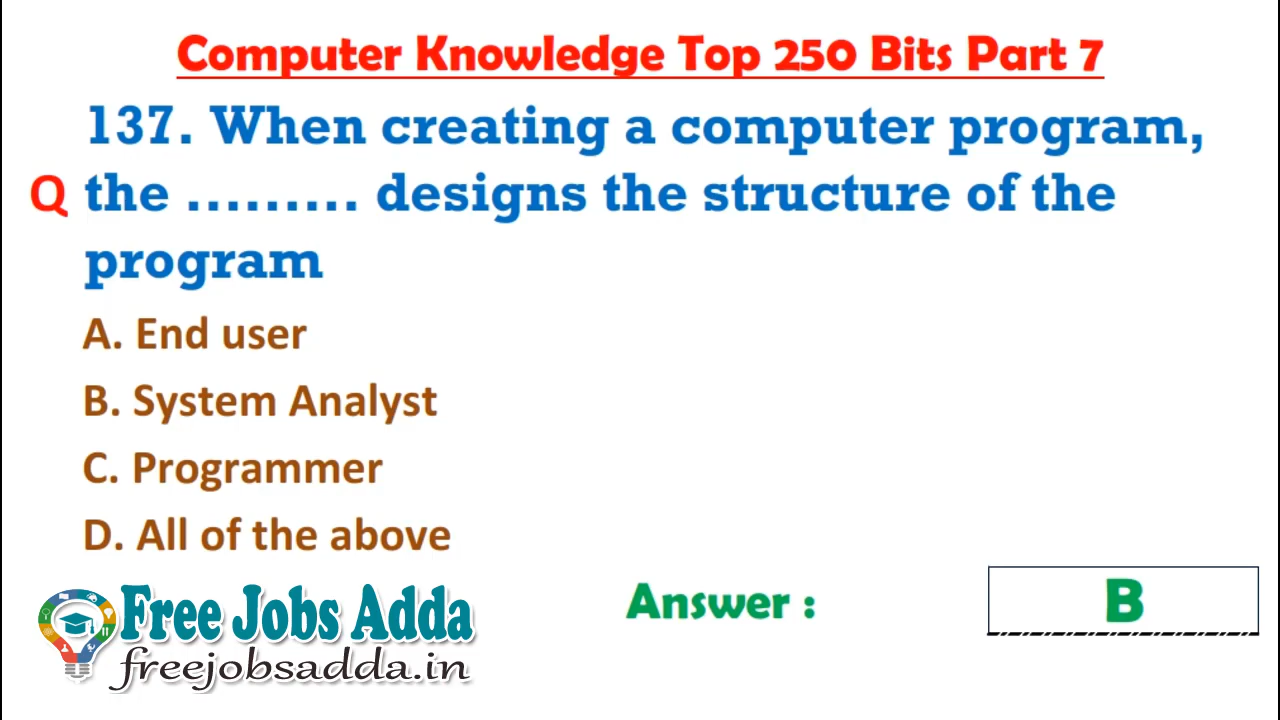 Computer Knowledge Top 250 Bits Part 7
137. When creating a computer program,
Q the ......... designs the structure of the
program
A. End user
B. System Analyst
C. Programmer
D. All of the above
Free Jobs Adda
freejobsadda.in
Answer :
B